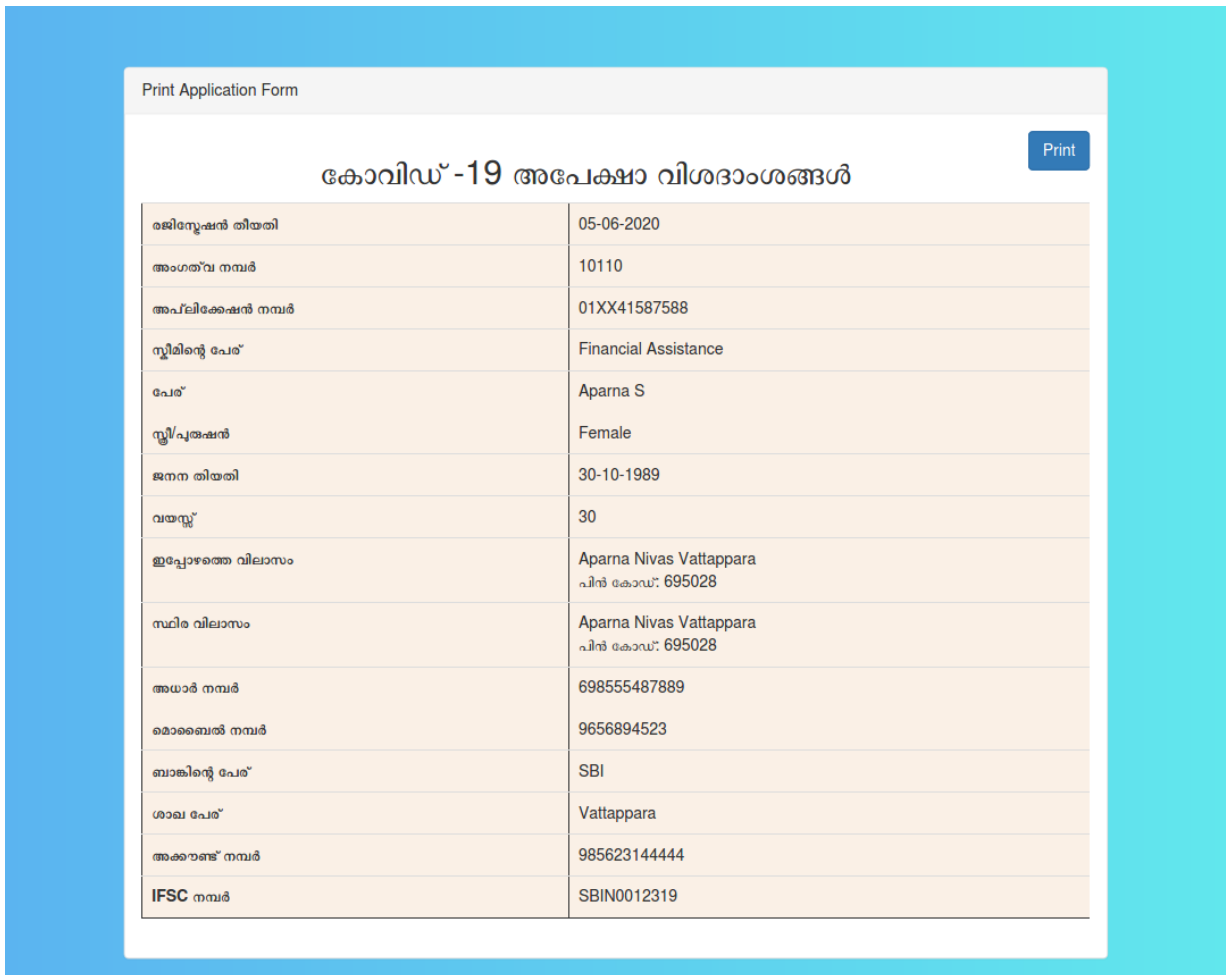 Print Application Form
Print
കോവിഡ് -19 അപേക്ഷാ വിശദാംശങ്ങൾ
രജിസ്ട്രേഷൻ തീയതി 05-06-2020
അംഗത്വ നമ്പർ 10110
അപ്ലിക്കേഷൻ നമ്പർ 01XX41587588
സ്കീമിന്റെ പേര് Financial Assistance
പേര് Aparna S
സ്ത്രീ/പുരുഷൻ Female
ജനന തിയതി 30-10-1989
വയസ്സ് 30
ഇപ്പോഴത്തെ വിലാസം Aparna Nivas Vattappara
പിൻ കോഡ്: 695028
സ്ഥിര വിലാസം Aparna Nivas Vattappara
പിൻ കോഡ്: 695028
അധാർ നമ്പർ 698555487889
മൊബൈൽ നമ്പർ 9656894523
ബാങ്കിന്റെ പേര് SBI
ശാഖ പേര് Vattappara
അക്കൗണ്ട് നമ്പർ 985623144444
IFSC നമ്പർ SBIN0012319